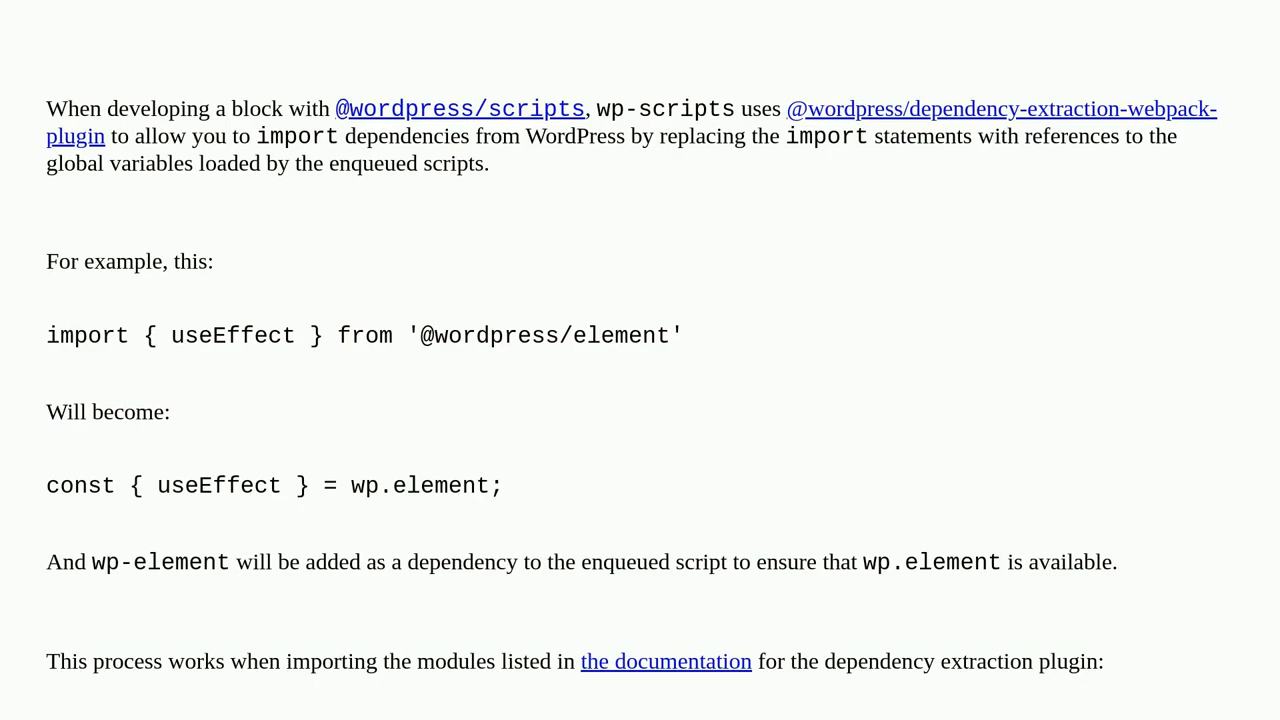 When developing a block with @wordpress/scripts, wp-scripts uses @wordpress/dependency-extraction-webpack-
plugin to allow you to import dependencies from WordPress by replacing the import statements with references to the
global variables loaded by the enqueued scripts.
For example, this:
import { useEffect } from '@wordpress/element'
Will become:
const { useEffect } = wp.element;
And wp-element will be added as a dependency to the enqueued script to ensure that wp.element is available.
This process works when importing the modules listed in the documentation for the dependency extraction plugin: